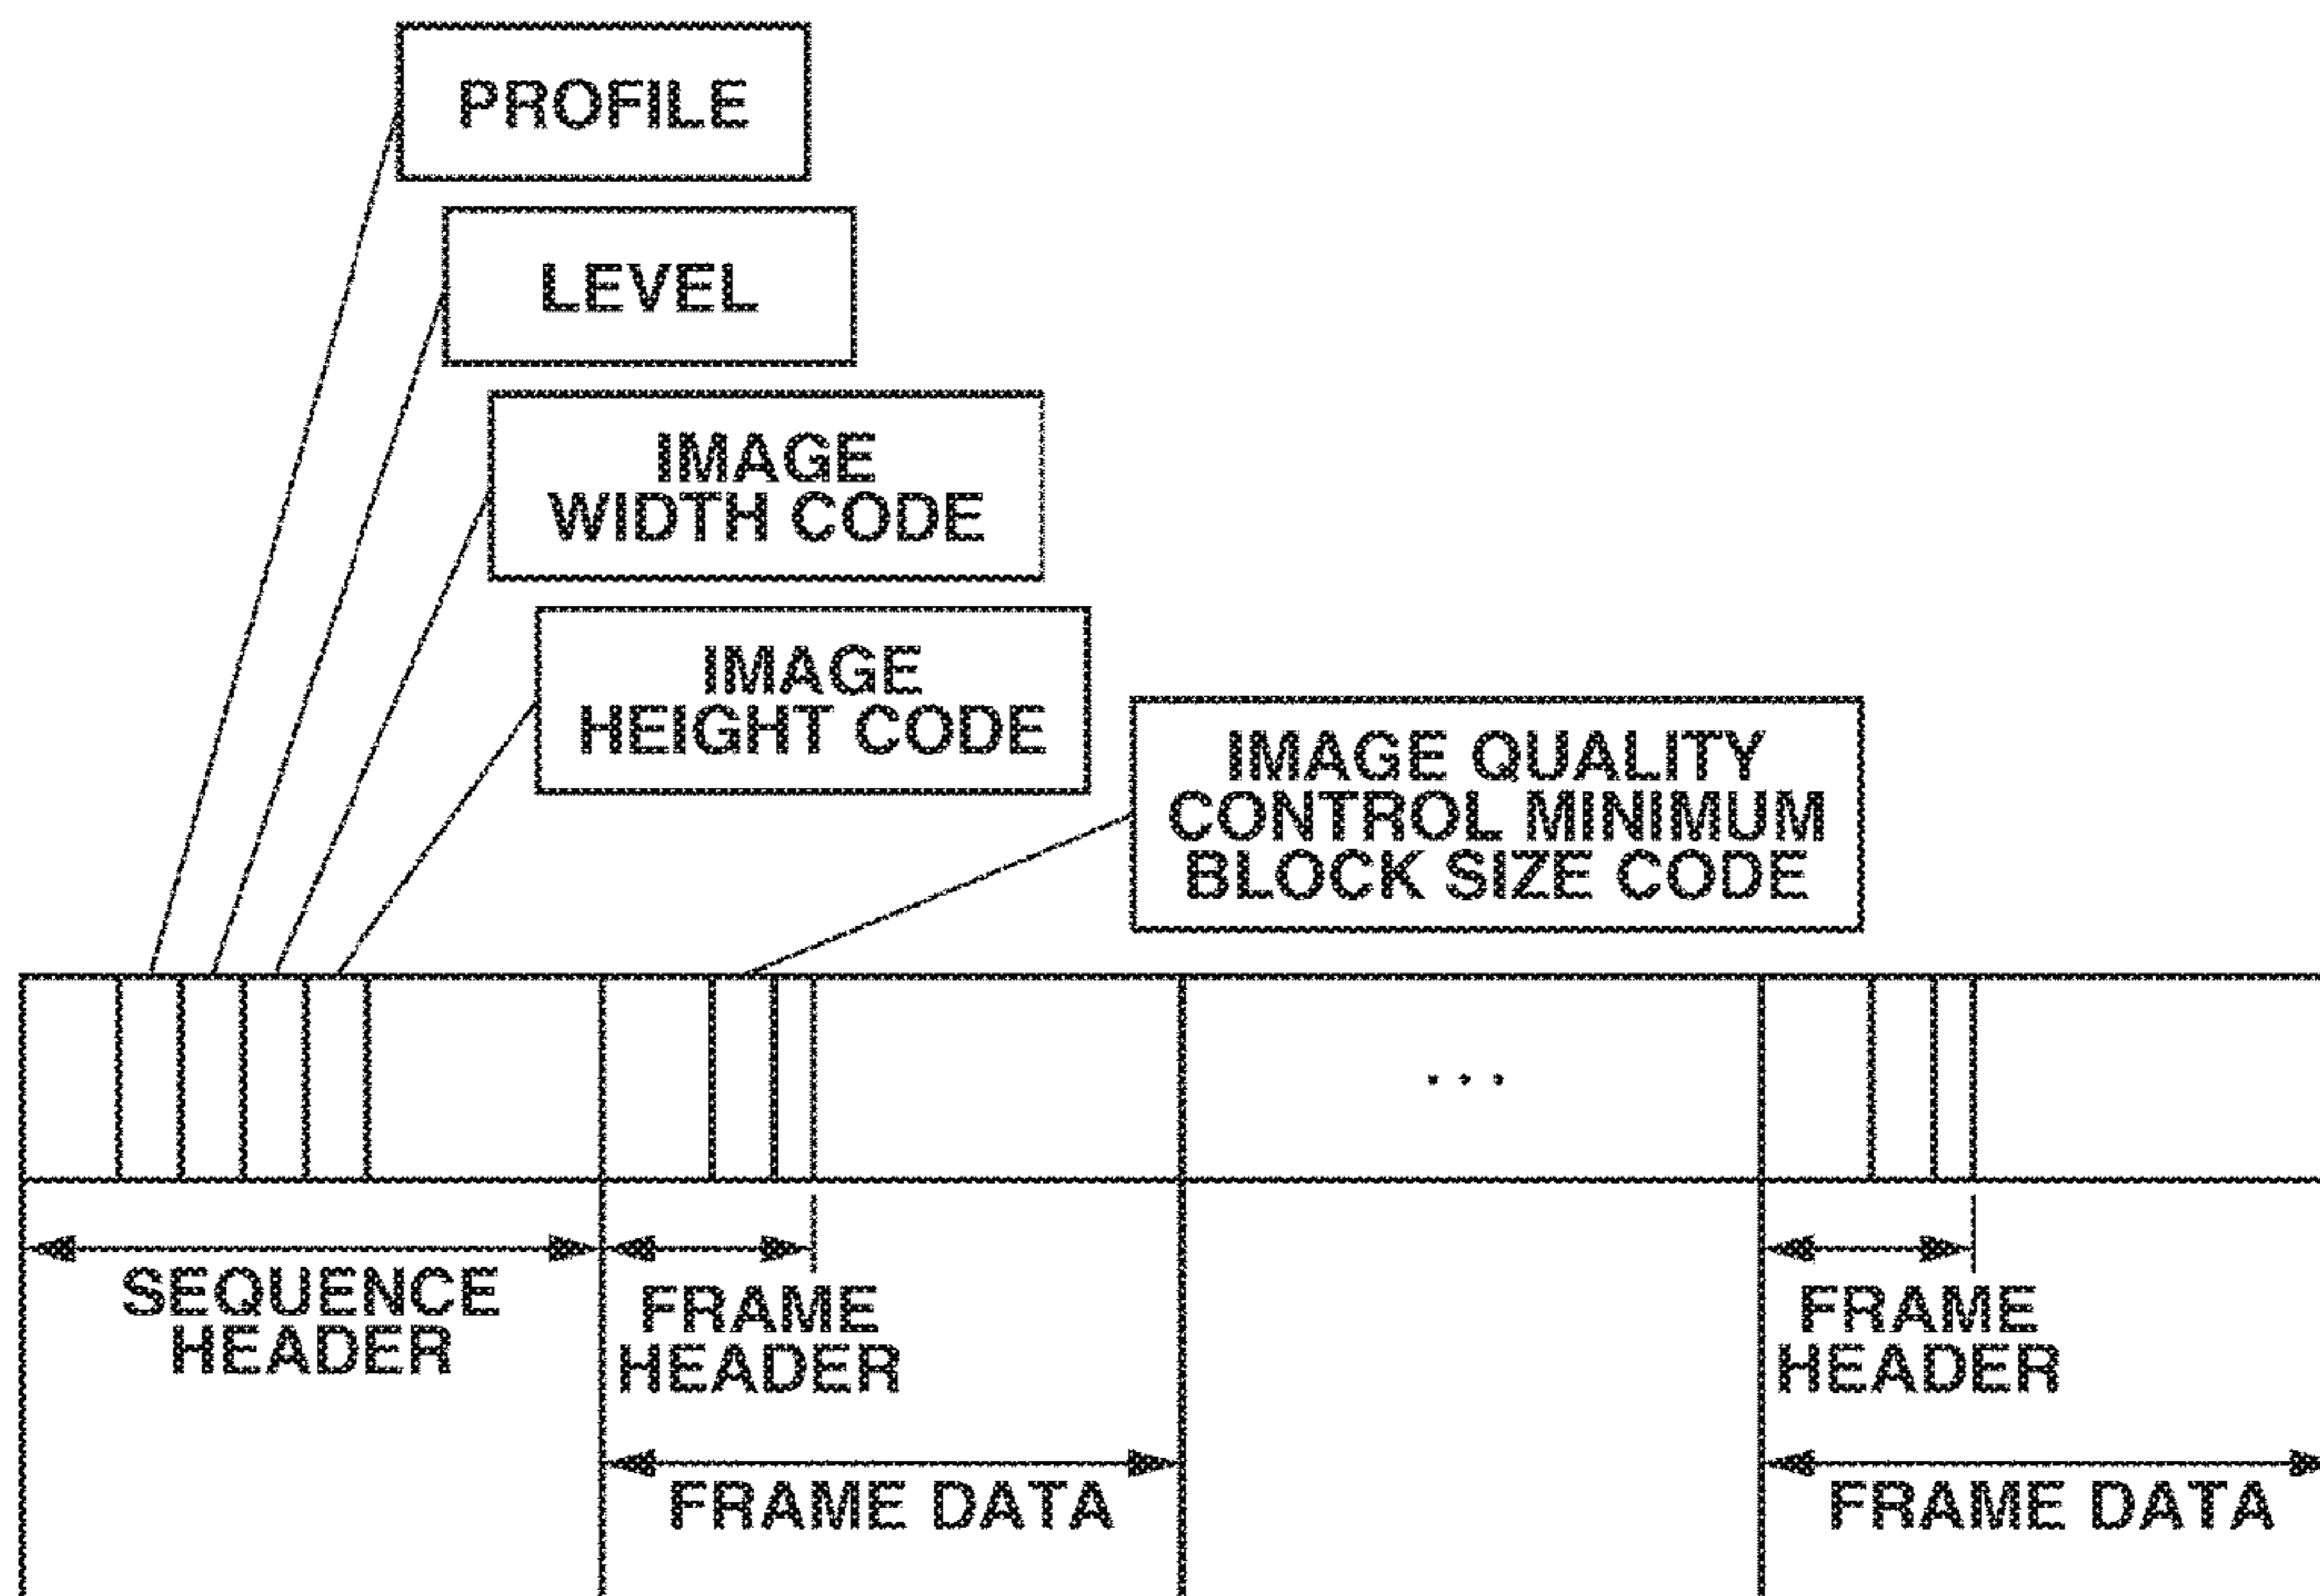 PROFILE
LEVEL
IMAGE
WIDTH CODE
IMAGE
HEIGHT CODE
IMAGE QUALITY
CONTROL MINIMUM
BLOCK SIZE CODE
...
SEQUENCE
HEADER
FRAME
HEADER
FRAME
HEADER
FRAME DATA
FRAME DATA